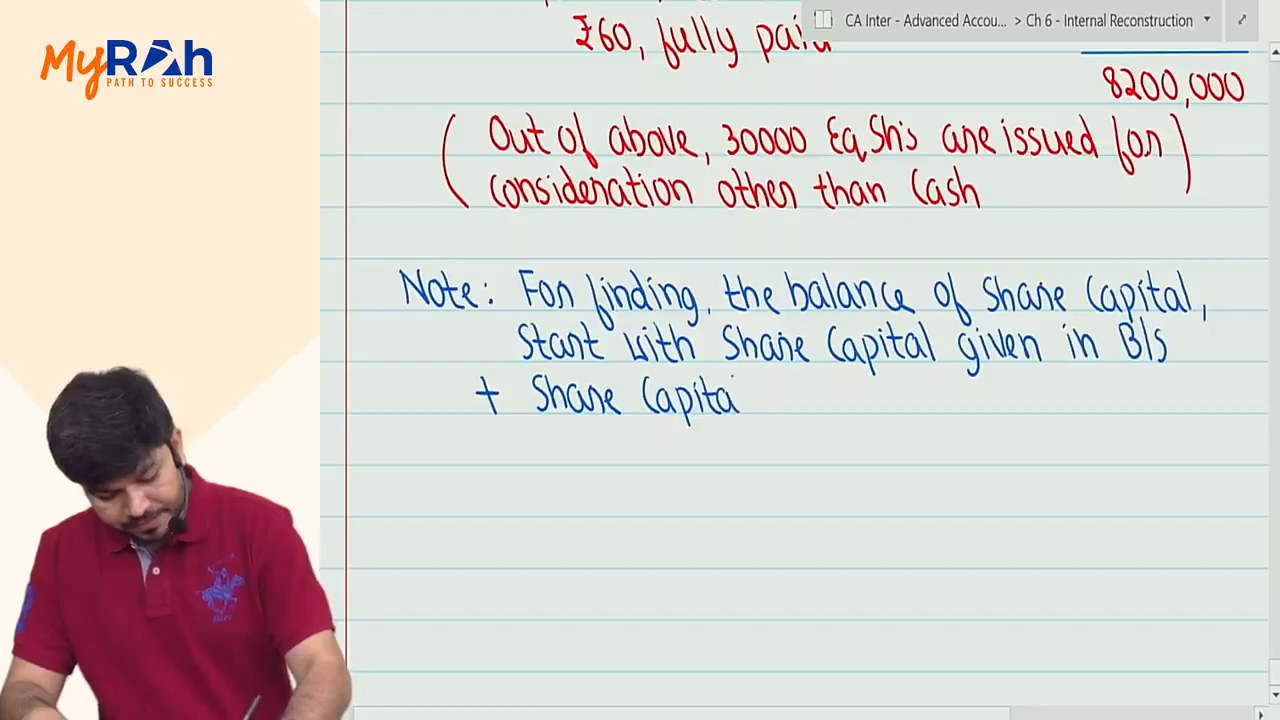 MyRAh
PATH TO SUCCESS
CA Inter - Advanced Accou... > Ch 6 - Internal Reconstruction
₹60, fully paid
8200,000
(Out of above, 30000 Eq Sh's are issued for
consideration other than Cash)
Note: For finding, the balance of Share Capital,
Start with Share Capital given in B/S
+ Share Capita